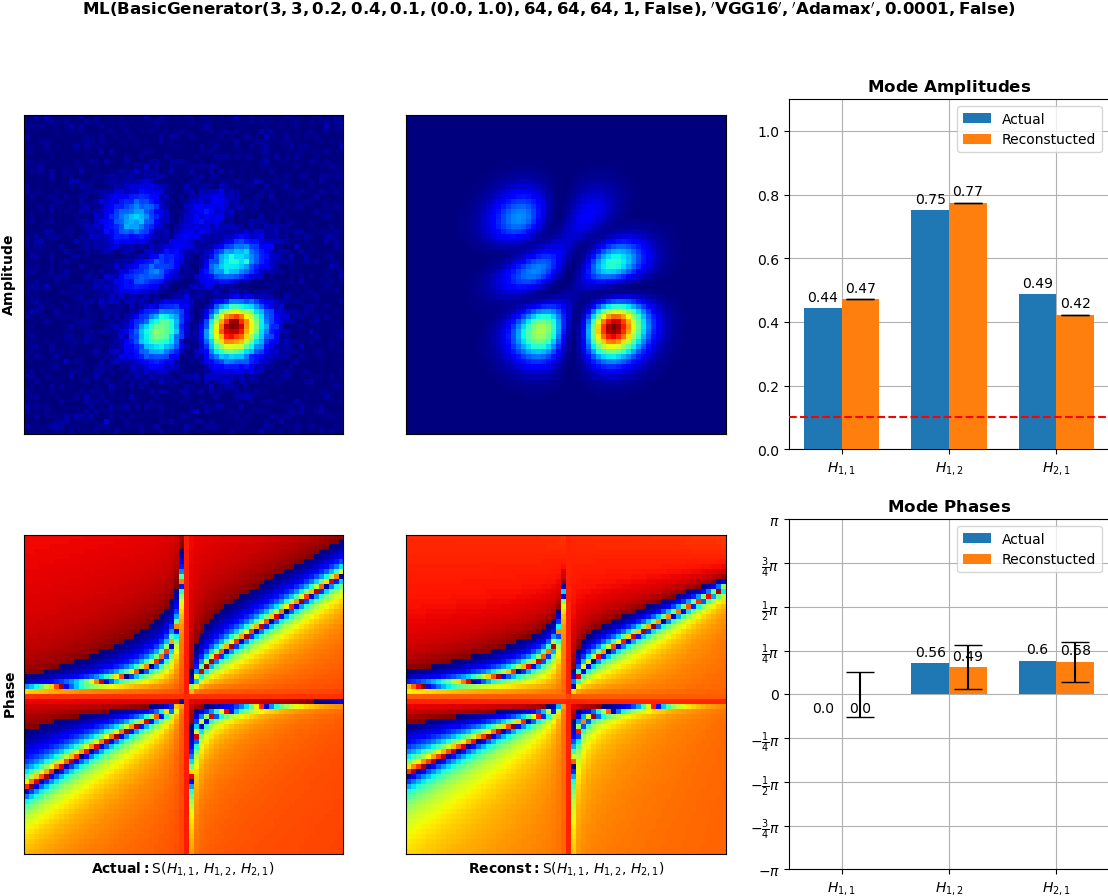 ML(BasicGenerator(3, 3, 0.2, 0.4, 0.1, (0.0, 1.0), 64, 64, 64, 1, False), ′VGG16′, ′Adamax′, 0.0001, False)
Amplitude
Mode Amplitudes
Actual
Reconstucted
1.0
0.8
0.6
0.4
0.2
0.0
0.44
0.47
0.75
0.77
0.49
0.42
H1,1
H1,2
H2,1
Phase
Actual: S(H1,1, H1,2, H2,1)
Reconst: S(H1,1, H1,2, H2,1)
Mode Phases
Actual
Reconstucted
π
3/4π
1/2π
1/4π
0
−1/4π
−1/2π
−3/4π
−π
0.0
0.0
0.56
0.49
0.6
0.58
H1,1
H1,2
H2,1